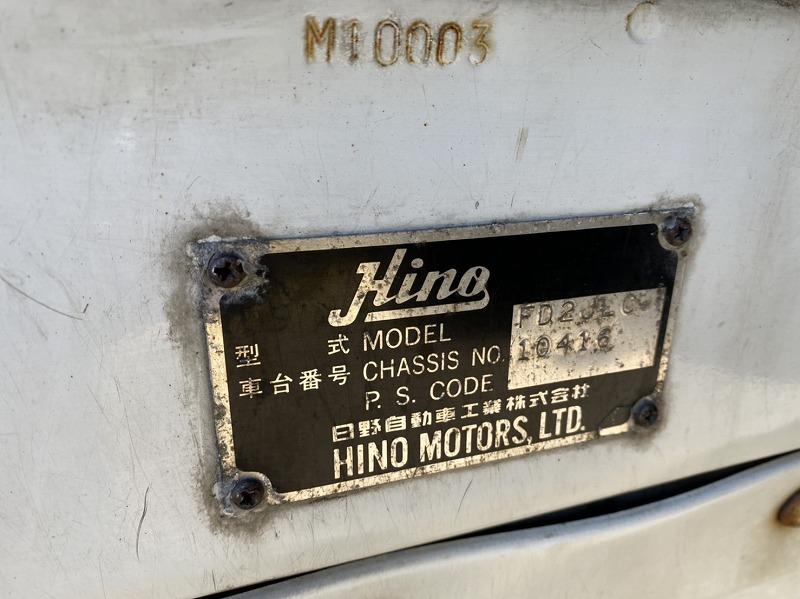 M10003
Hino
型式 MODEL FD2JLC
車台番号 CHASSIS NO. 10416
P. S. CODE
日野自動車工業株式会社
HINO MOTORS, LTD.